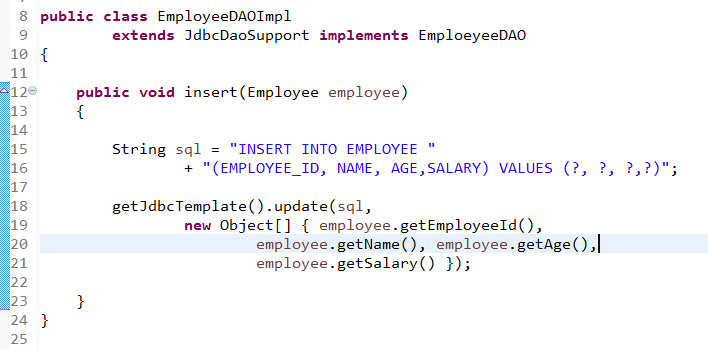 8 public class EmployeeDAOImpl
9 extends JdbcDaoSupport implements EmploeyeeDAO
10 {
11
12 public void insert(Employee employee)
13 {
14
15 String sql = "INSERT INTO EMPLOYEE "
16 + "(EMPLOYEE_ID, NAME, AGE,SALARY) VALUES (?, ?, ?,?)";
17
18 getJdbcTemplate().update(sql,
19 new Object[] { employee.getEmployeeId(),
20 employee.getName(), employee.getAge(),
21 employee.getSalary() });
22
23 }
24 }
25